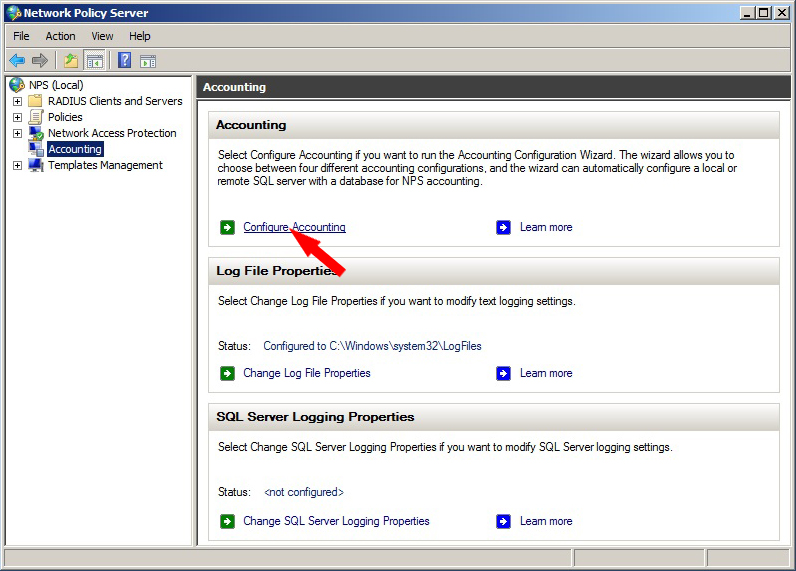 Network Policy Server
File Action View Help
NPS (Local)
RADIUS Clients and Servers
Policies
Network Access Protection
Accounting
Templates Management
Accounting
Accounting
Select Configure Accounting if you want to run the Accounting Configuration Wizard. The wizard allows you to
choose between four different accounting configurations, and the wizard can automatically configure a local or
remote SQL server with a database for NPS accounting.
Configure Accounting Learn more
Log File Properties
Select Change Log File Properties if you want to modify text logging settings.
Status: Configured to C:\Windows\system32\LogFiles
Change Log File Properties Learn more
SQL Server Logging Properties
Select Change SQL Server Logging Properties if you want to modify SQL Server logging settings.
Status: <not configured>
Change SQL Server Logging Properties Learn more